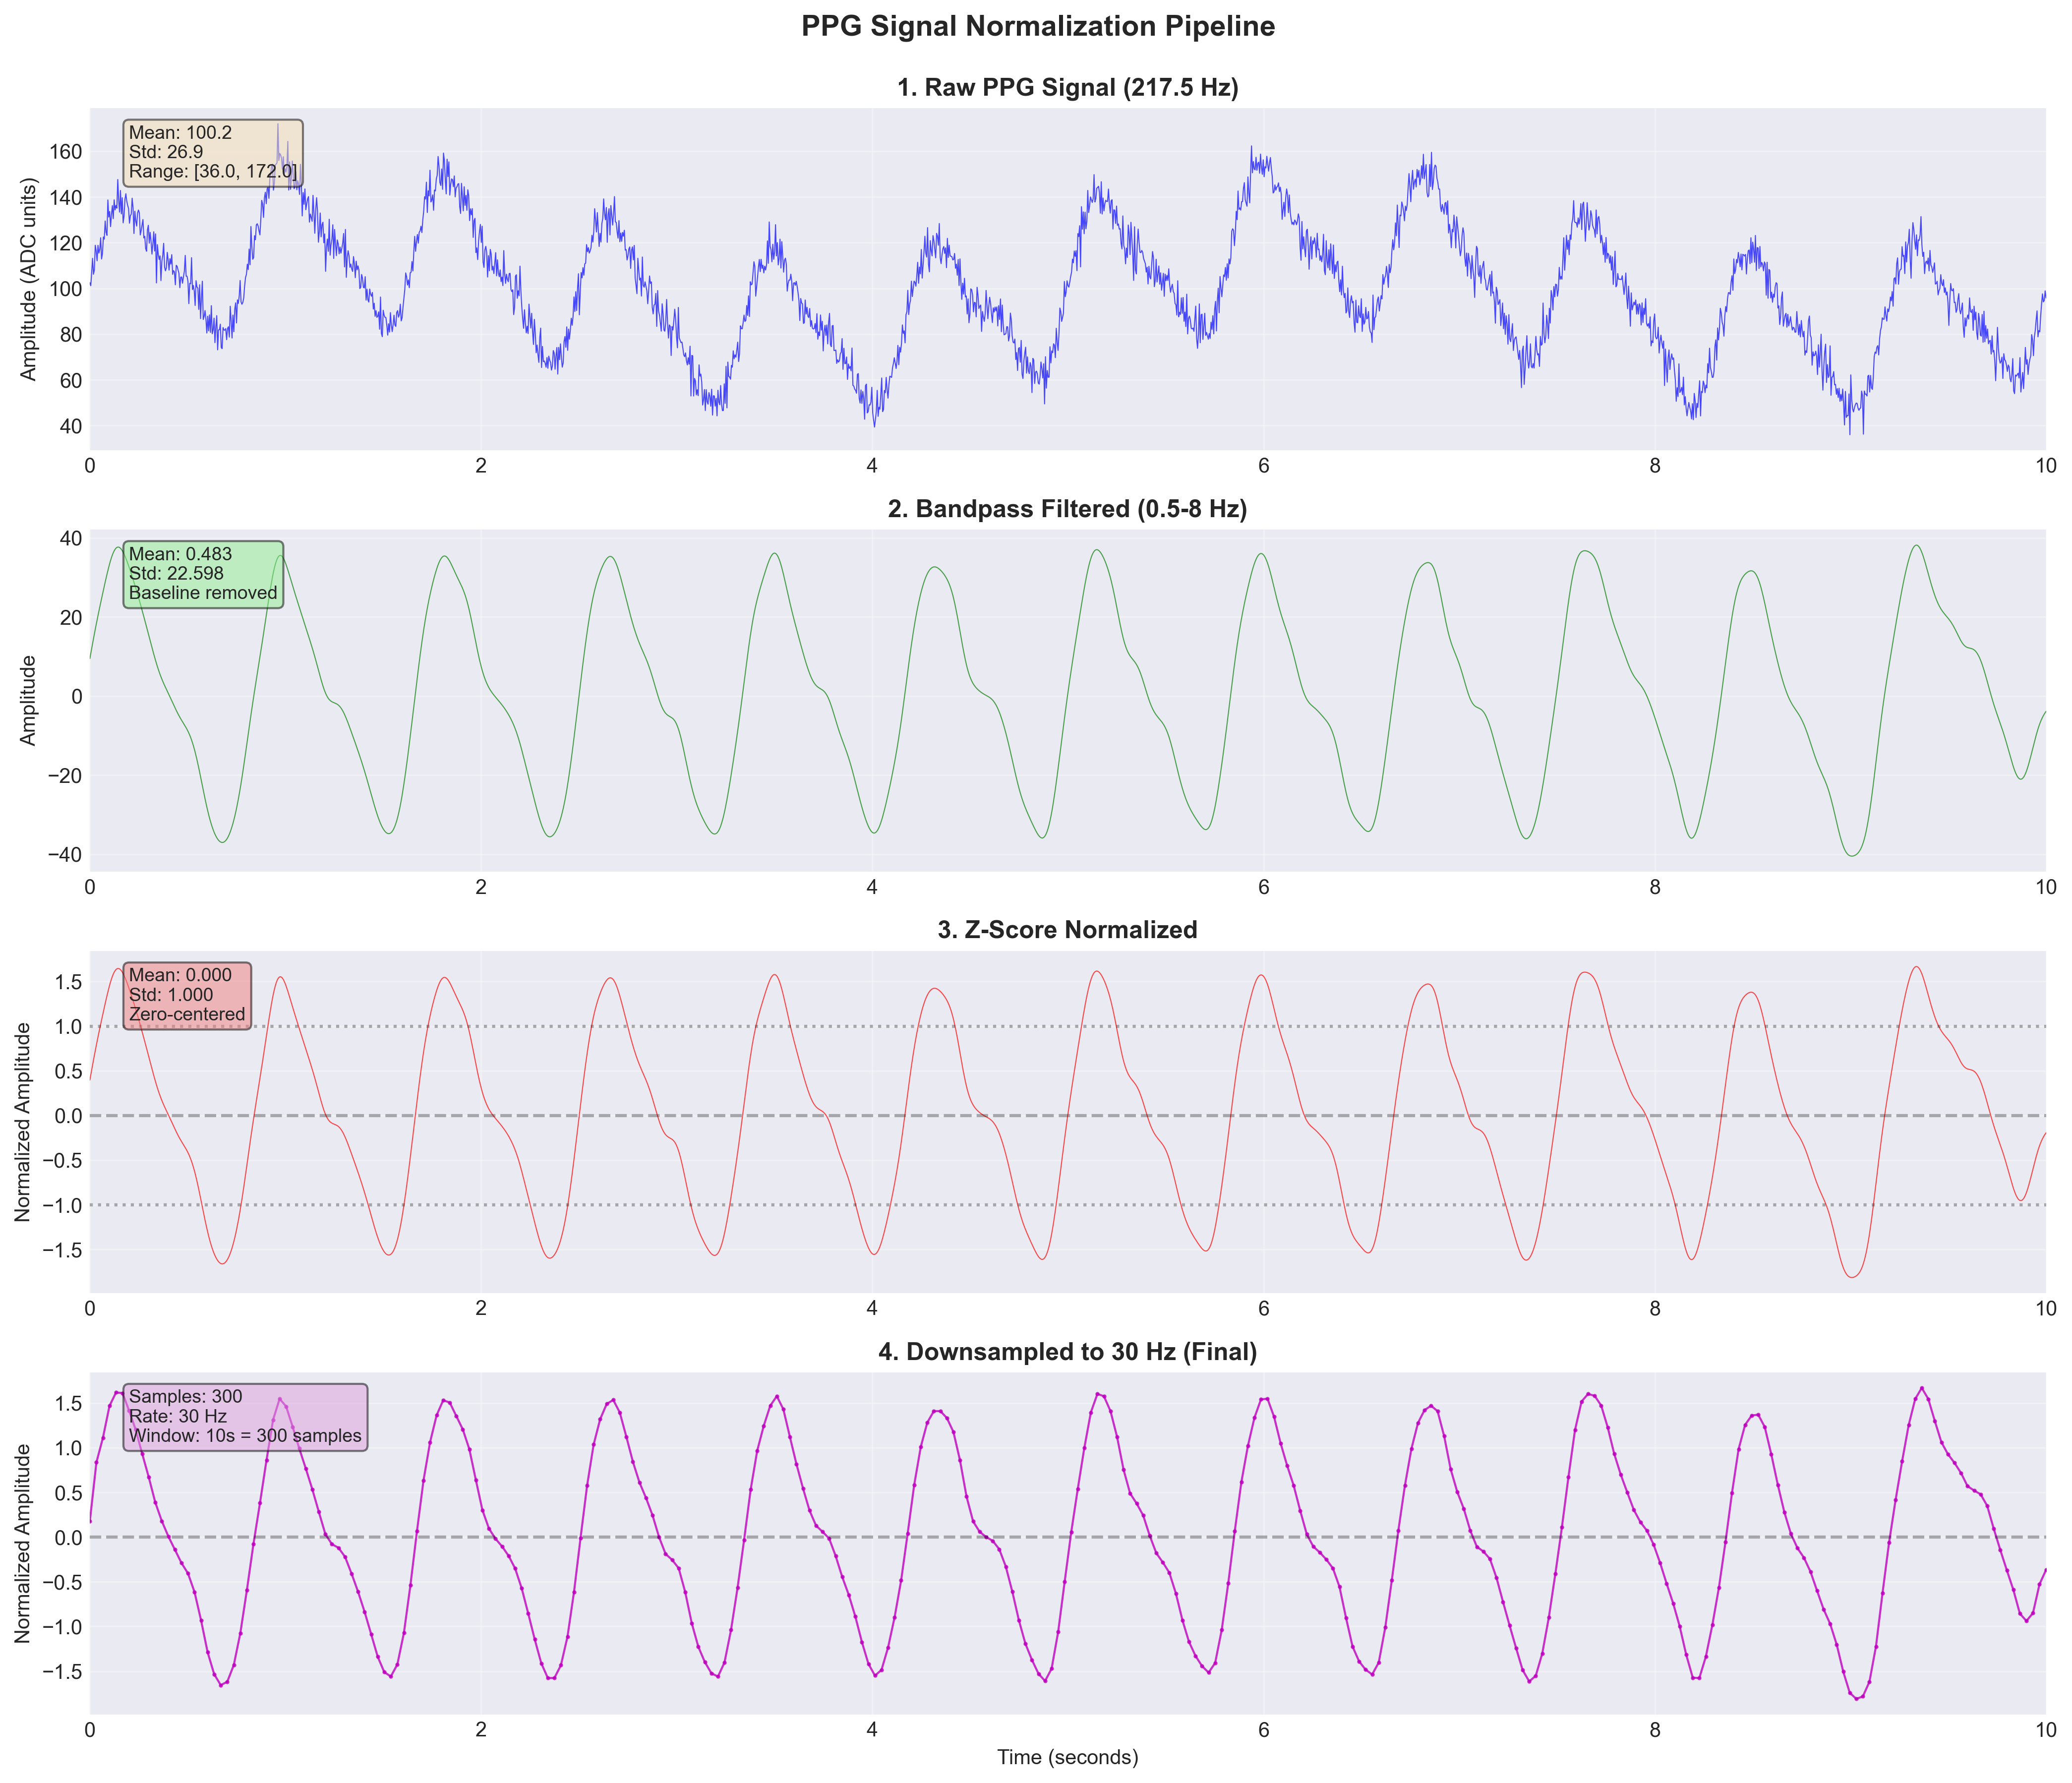 PPG Signal Normalization Pipeline
1. Raw PPG Signal (217.5 Hz)
Amplitude (ADC units)
160
140
120
100
80
60
40
Mean: 100.2
Std: 26.9
Range: [36.0, 172.0]
0 2 4 6 8 10
2. Bandpass Filtered (0.5-8 Hz)
Amplitude
40
20
0
−20
−40
Mean: 0.483
Std: 22.598
Baseline removed
0 2 4 6 8 10
3. Z-Score Normalized
Normalized Amplitude
1.5
1.0
0.5
0.0
−0.5
−1.0
−1.5
Mean: 0.000
Std: 1.000
Zero-centered
0 2 4 6 8 10
4. Downsampled to 30 Hz (Final)
Normalized Amplitude
1.5
1.0
0.5
0.0
−0.5
−1.0
−1.5
Samples: 300
Rate: 30 Hz
Window: 10s = 300 samples
0 2 4 6 8 10
Time (seconds)